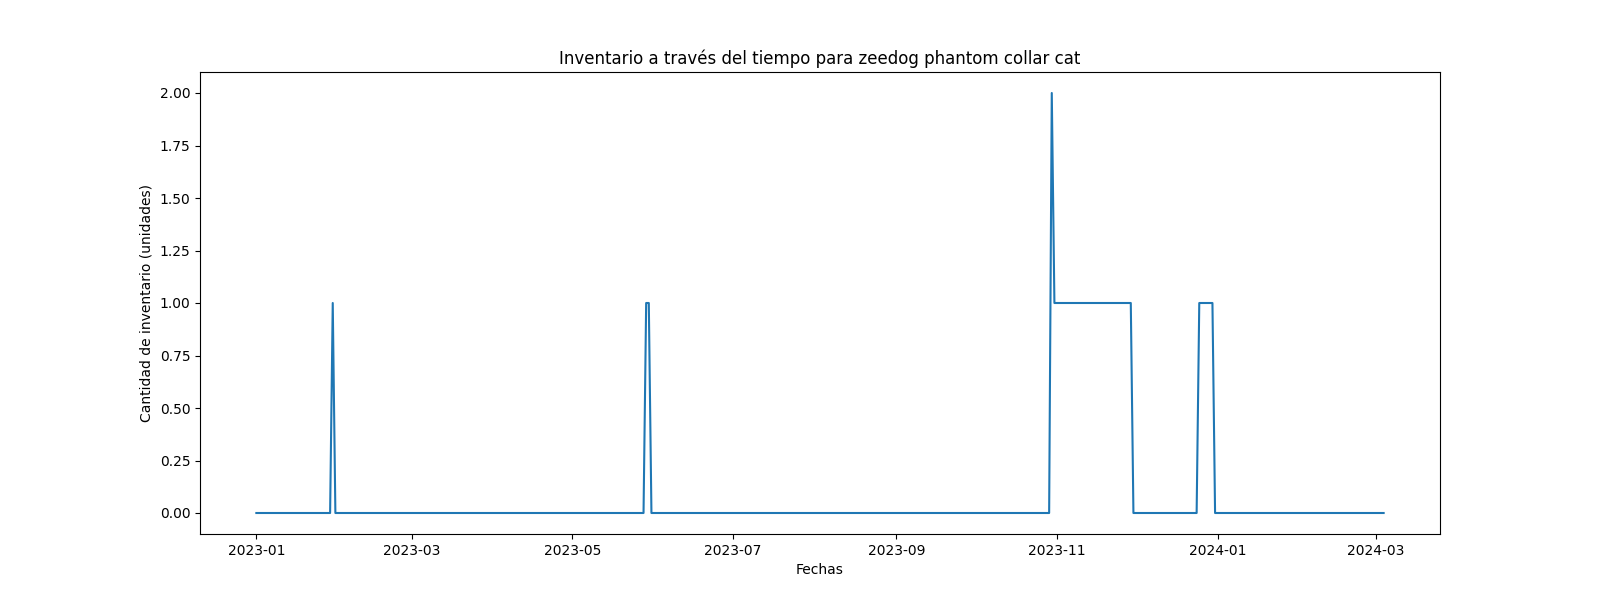 Inventario a través del tiempo para zeedog phantom collar cat
Cantidad de inventario (unidades)
2.00
1.75
1.50
1.25
1.00
0.75
0.50
0.25
0.00
2023-01 2023-03 2023-05 2023-07 2023-09 2023-11 2024-01 2024-03
Fechas